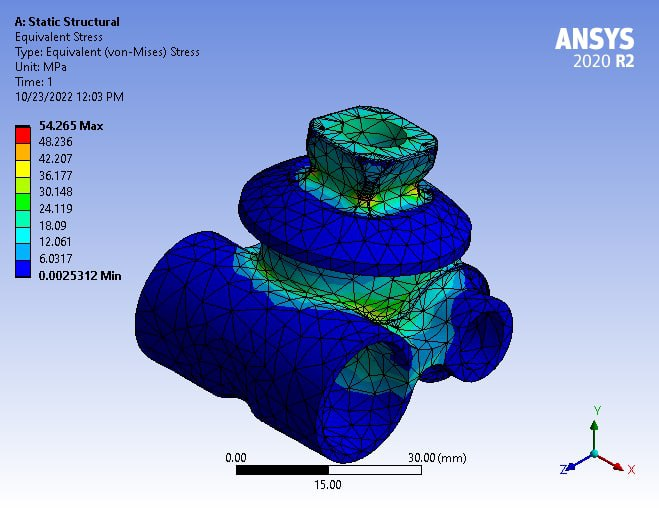 A: Static Structural
Equivalent Stress
Type: Equivalent (von-Mises) Stress
Unit: MPa
Time: 1
10/23/2022 12:03 PM
54.265 Max
48.236
42.207
36.177
30.148
24.119
18.09
12.061
6.0317
0.0025312 Min
ANSYS
2020 R2
0.00
30.00 (mm)
15.00
Y
Z
X